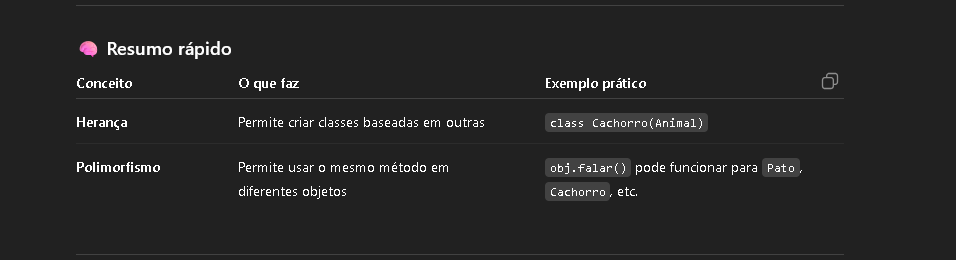 🧠 Resumo rápido
Conceito O que faz Exemplo prático
Herança Permite criar classes baseadas em outras class Cachorro(Animal)
Polimorfismo Permite usar o mesmo método em obj.falar() pode funcionar para Pato,
diferentes objetos Cachorro, etc.